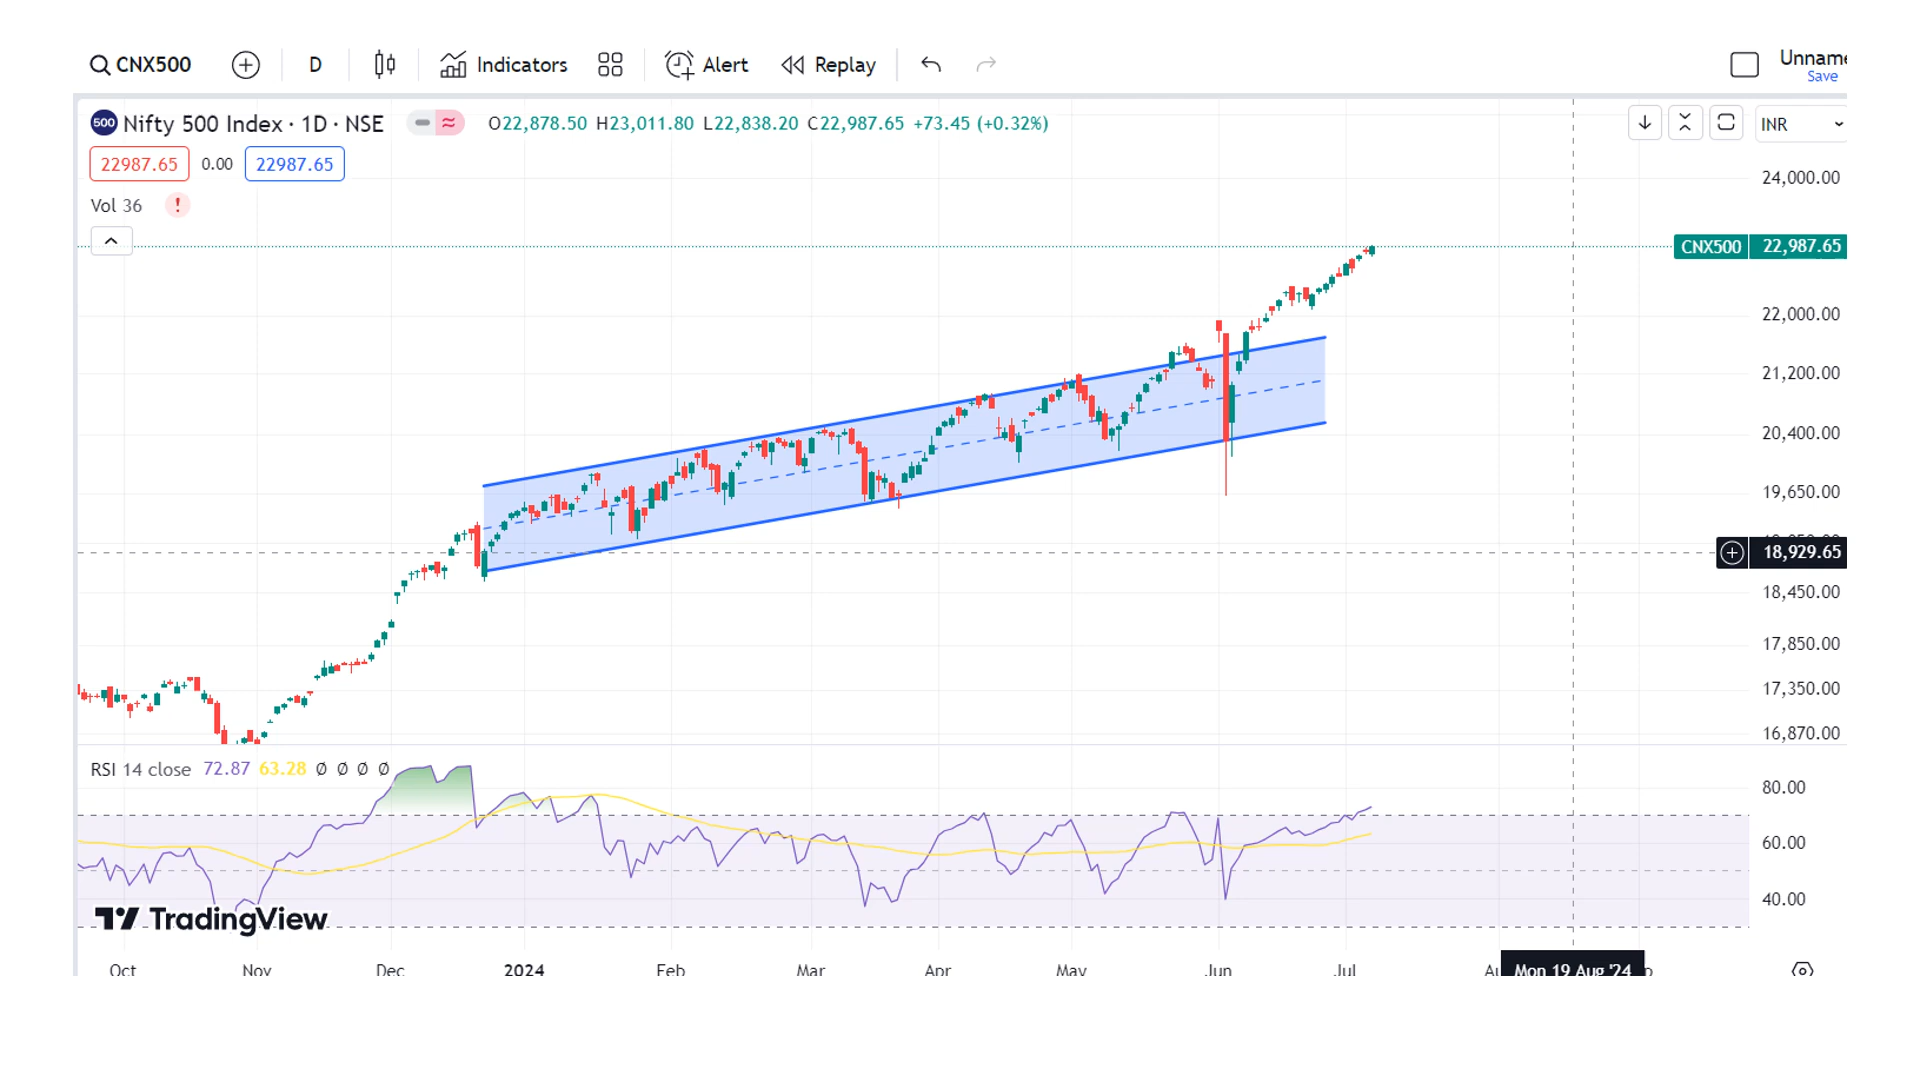 CNX500 D Indicators Alert Replay Unname
Save
500 Nifty 500 Index · 1D · NSE O22,878.50 H23,011.80 L22,838.20 C22,987.65 +73.45 (+0.32%) INR
22987.65 0.00 22987.65
Vol 36 !
24,000.00
CNX500 22,987.65
22,000.00
21,200.00
20,400.00
19,650.00
18,929.65
18,450.00
17,850.00
17,350.00
16,870.00
RSI 14 close 72.87 63.28 Ø Ø Ø Ø
80.00
60.00
40.00
TradingView
Oct Nov Dec 2024 Feb Mar Apr May Jun Jul Mon 19 Aug '24